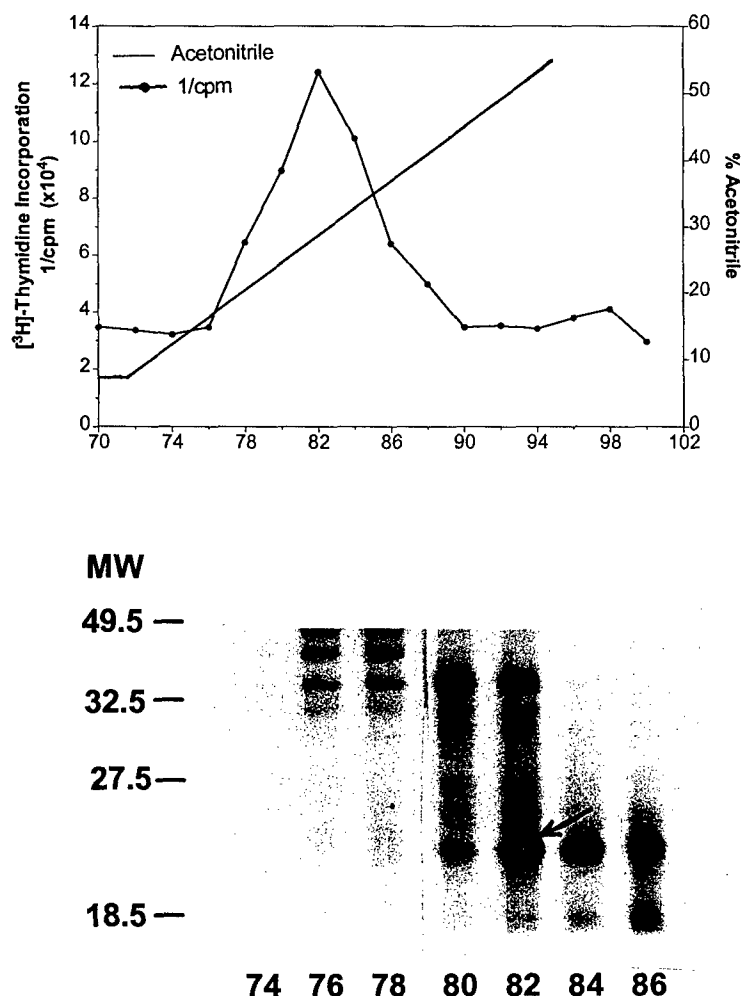 14
12
10
8
6
4
2
0
[³H]-Thymidine Incorporation
1/cpm (x10⁴)
Acetonitrile
1/cpm
60
50
40
30
20
10
0
% Acetonitrile
70 74 78 82 86 90 94 98 102
MW
49.5
32.5
27.5
18.5
74 76 78 80 82 84 86